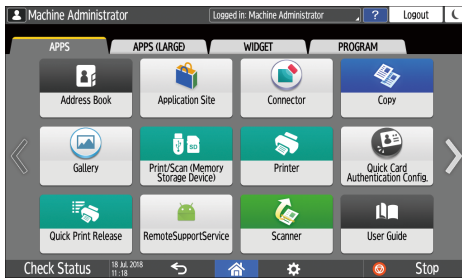 Machine Administrator
Logged in: Machine Administrator
?
Logout
APPS
APPS (LARGE)
WIDGET
PROGRAM
Address Book
Application Site
Connector
Copy
Gallery
Print/Scan (Memory
Storage Device)
Printer
Quick Card
Authentication Config.
Quick Print Release
RemoteSupportService
Scanner
User Guide
Check Status
18 Jul. 2018
11:18
Stop